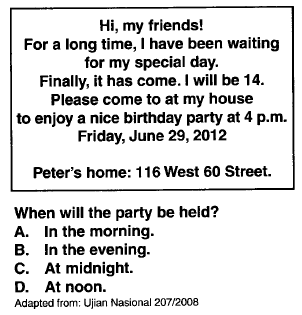 Hi, my friends!
For a long time, I have been waiting
for my special day.
Finally, it has come. I will be 14.
Please come to at my house
to enjoy a nice birthday party at 4 p.m.
Friday, June 29, 2012
Peter's home: 116 West 60 Street.
When will the party be held?
A. In the morning.
B. In the evening.
C. At midnight.
D. At noon.
Adapted from: Ujian Nasional 207/2008